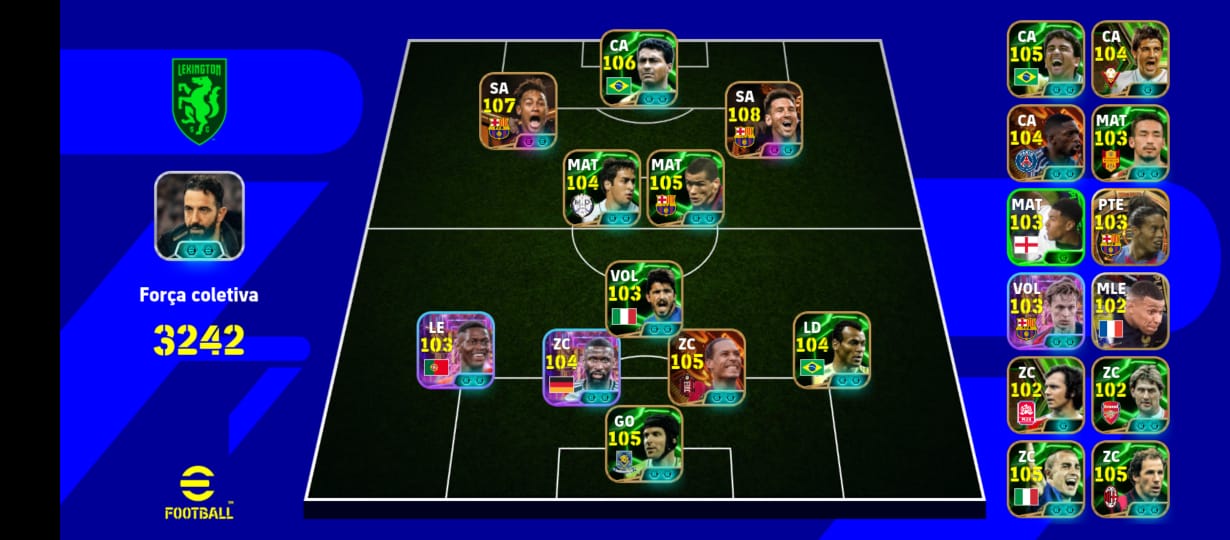 LEXINGTON
S C
Força coletiva
3242
FOOTBALL™
CA
106
SA
107
SA
108
MAT
104
MAT
105
VOL
103
LE
103
ZC
104
ZC
105
LD
104
GO
105
CA
105
CA
104
CA
104
MAT
103
MAT
103
PTE
103
VOL
103
MLE
102
ZC
102
ZC
102
ZC
105
ZC
105